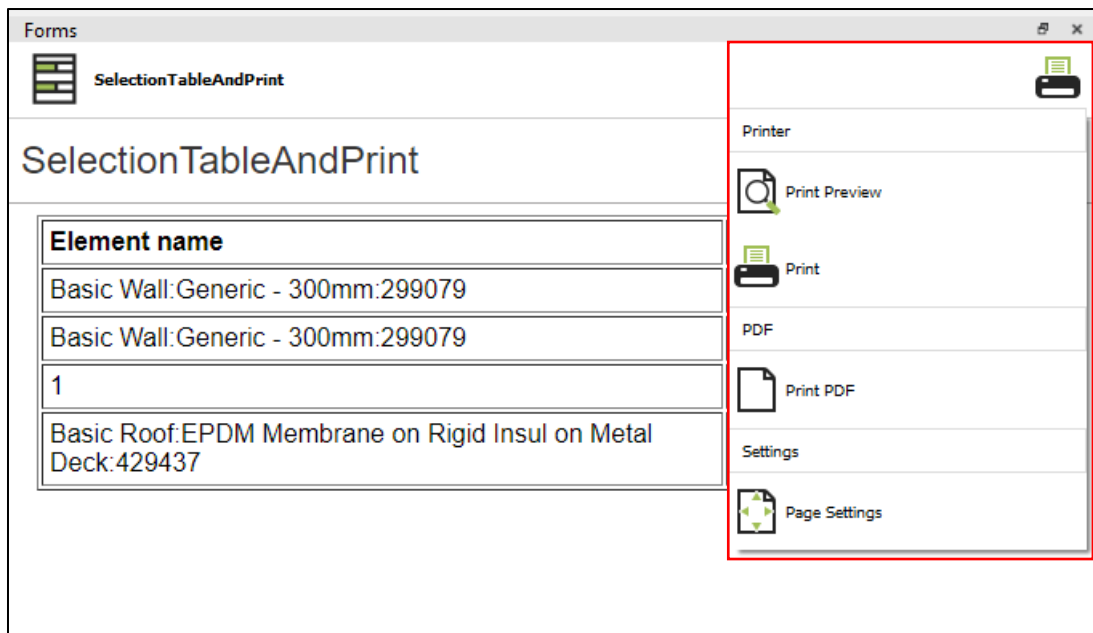 Forms
SelectionTableAndPrint
SelectionTableAndPrint
Element name
Basic Wall:Generic - 300mm:299079
Basic Wall:Generic - 300mm:299079
1
Basic Roof:EPDM Membrane on Rigid Insul on Metal
Deck:429437
Printer
Print Preview
Print
PDF
Print PDF
Settings
Page Settings